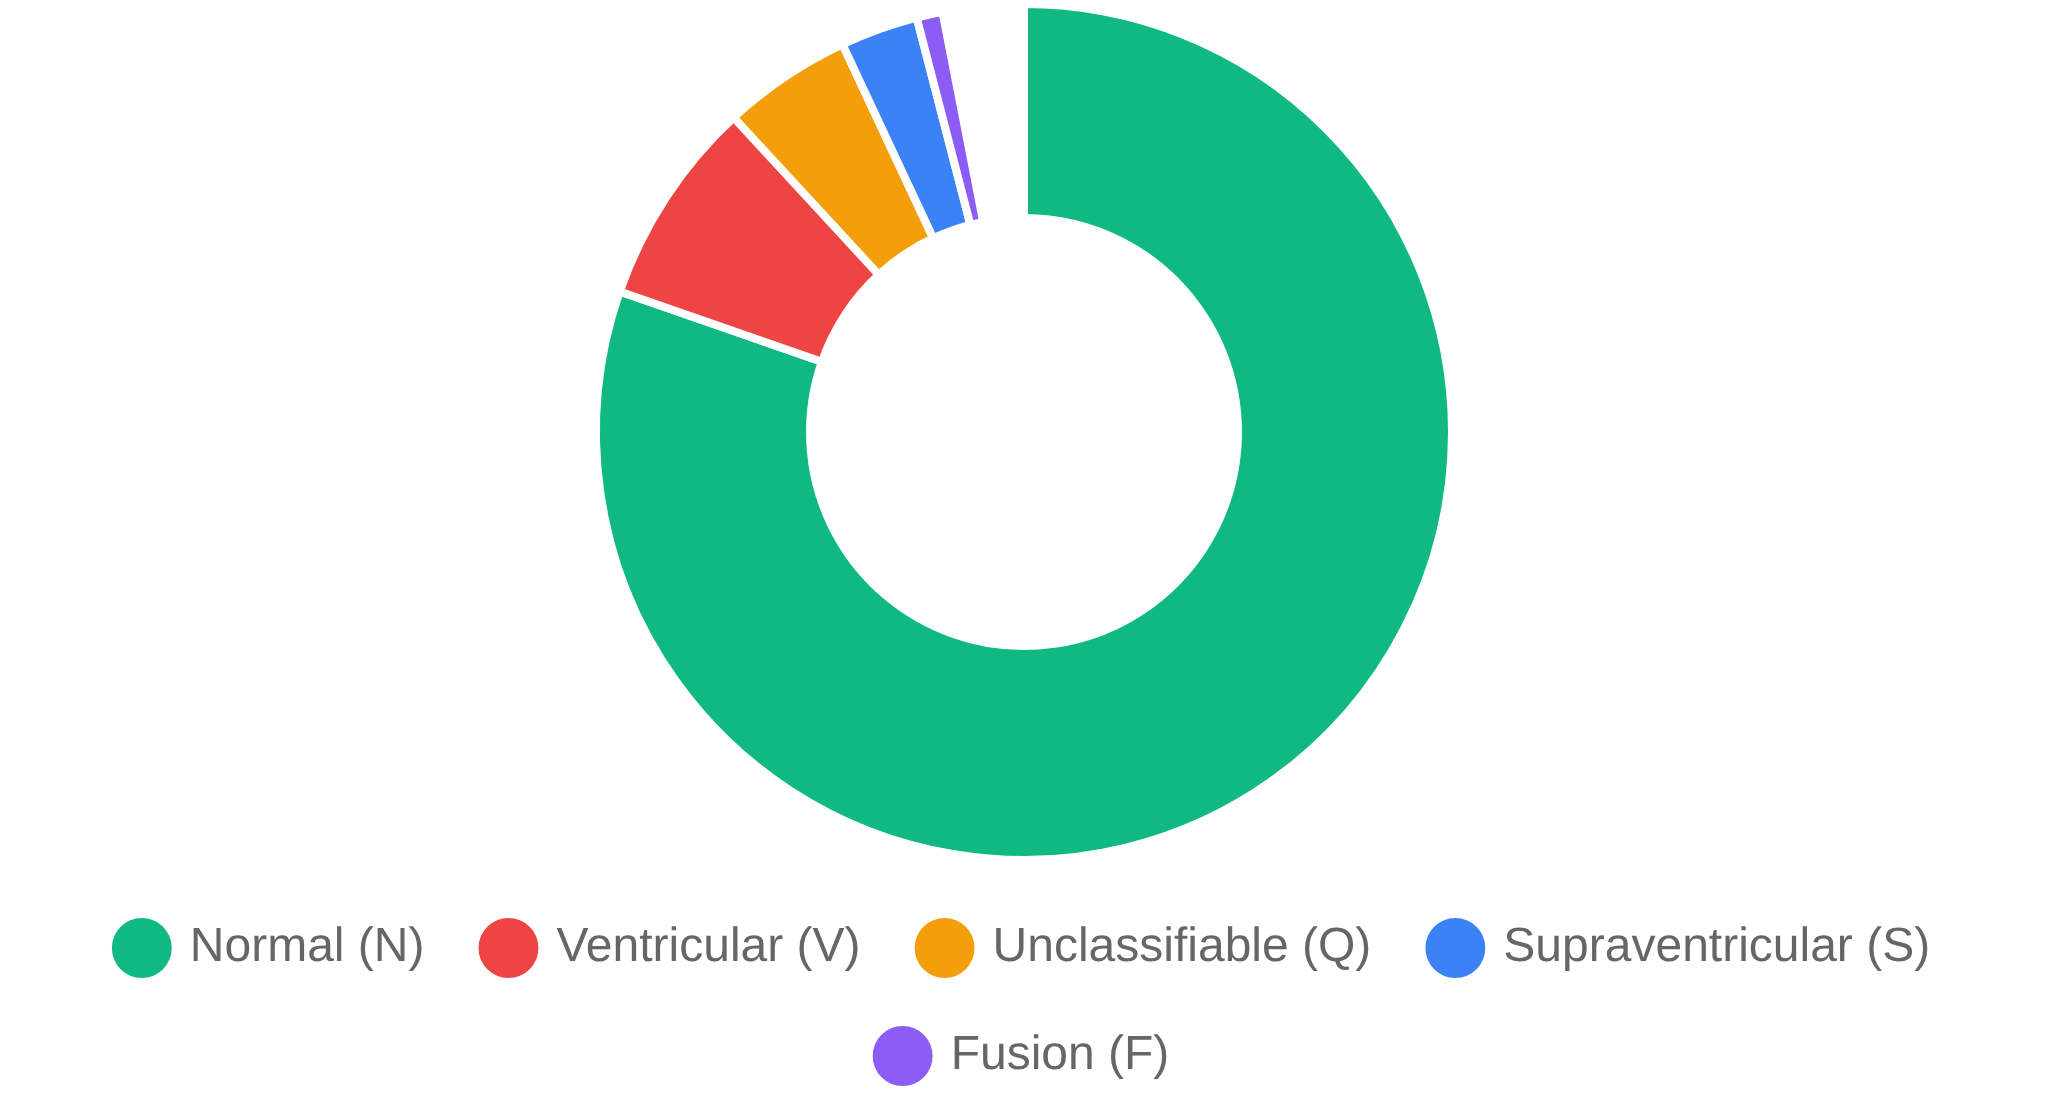 Normal (N) Ventricular (V) Unclassifiable (Q) Supraventricular (S)
Fusion (F)